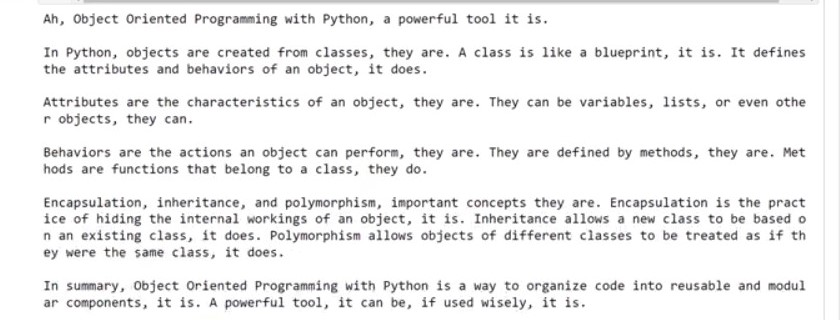 Ah, Object Oriented Programming with Python, a powerful tool it is.
In Python, objects are created from classes, they are. A class is like a blueprint, it is. It defines
the attributes and behaviors of an object, it does.
Attributes are the characteristics of an object, they are. They can be variables, lists, or even othe
r objects, they can.
Behaviors are the actions an object can perform, they are. They are defined by methods, they are. Met
hods are functions that belong to a class, they do.
Encapsulation, inheritance, and polymorphism, important concepts they are. Encapsulation is the pract
ice of hiding the internal workings of an object, it is. Inheritance allows a new class to be based o
n an existing class, it does. Polymorphism allows objects of different classes to be treated as if th
ey were the same class, it does.
In summary, Object Oriented Programming with Python is a way to organize code into reusable and modul
ar components, it is. A powerful tool, it can be, if used wisely, it is.